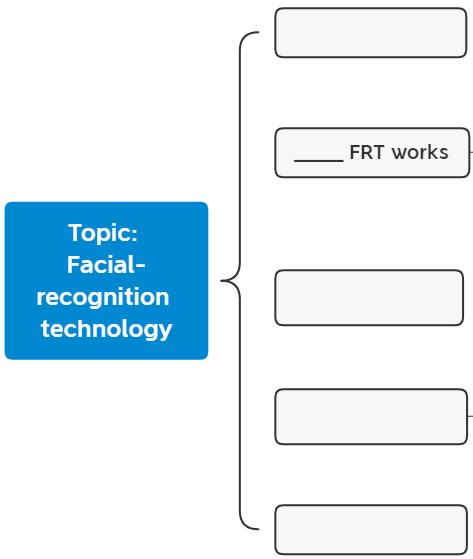 _____ FRT works
Topic:
Facial-
recognition
technology